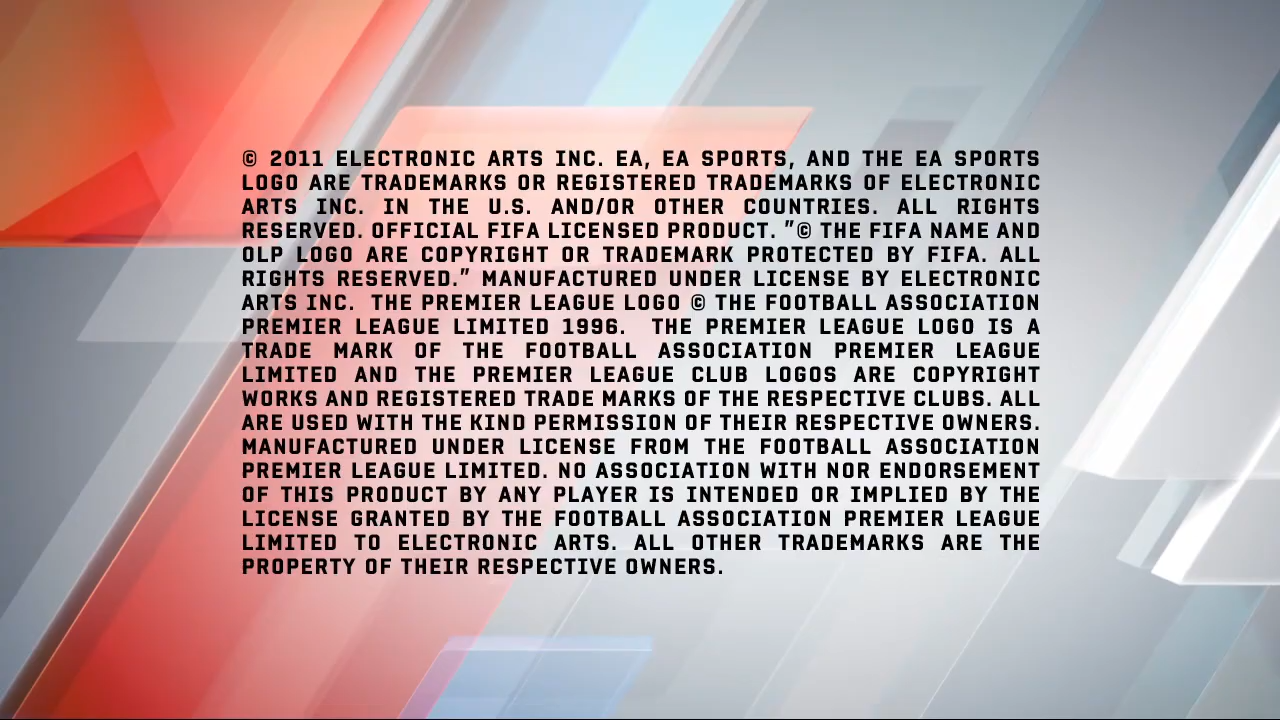 © 2011 ELECTRONIC ARTS INC. EA, EA SPORTS, AND THE EA SPORTS
LOGO ARE TRADEMARKS OR REGISTERED TRADEMARKS OF ELECTRONIC
ARTS INC. IN THE U.S. AND/OR OTHER COUNTRIES. ALL RIGHTS
RESERVED. OFFICIAL FIFA LICENSED PRODUCT. "© THE FIFA NAME AND
OLP LOGO ARE COPYRIGHT OR TRADEMARK PROTECTED BY FIFA. ALL
RIGHTS RESERVED." MANUFACTURED UNDER LICENSE BY ELECTRONIC
ARTS INC. THE PREMIER LEAGUE LOGO © THE FOOTBALL ASSOCIATION
PREMIER LEAGUE LIMITED 1996. THE PREMIER LEAGUE LOGO IS A
TRADE MARK OF THE FOOTBALL ASSOCIATION PREMIER LEAGUE
LIMITED AND THE PREMIER LEAGUE CLUB LOGOS ARE COPYRIGHT
WORKS AND REGISTERED TRADE MARKS OF THE RESPECTIVE CLUBS. ALL
ARE USED WITH THE KIND PERMISSION OF THEIR RESPECTIVE OWNERS.
MANUFACTURED UNDER LICENSE FROM THE FOOTBALL ASSOCIATION
PREMIER LEAGUE LIMITED. NO ASSOCIATION WITH NOR ENDORSEMENT
OF THIS PRODUCT BY ANY PLAYER IS INTENDED OR IMPLIED BY THE
LICENSE GRANTED BY THE FOOTBALL ASSOCIATION PREMIER LEAGUE
LIMITED TO ELECTRONIC ARTS. ALL OTHER TRADEMARKS ARE THE
PROPERTY OF THEIR RESPECTIVE OWNERS.